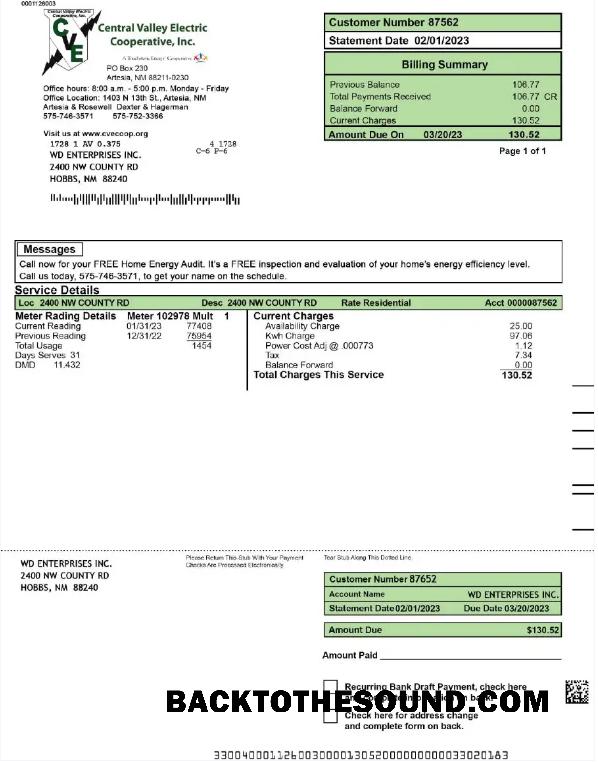 0001126003
Central Valley Electric
CVE
Central Valley Electric
Cooperative, Inc.
A Touchstone Energy Cooperative
PO Box 230
Artesia, NM 88211-0230
Office hours: 8:00 a.m. - 5:00 p.m. Monday - Friday
Office Location: 1403 N 13th St., Artesia, NM
Artesia & Rosewell Dexter & Hagerman
575-746-3571 575-752-3366
Visit us at www.cvecoop.org
1728 1 AV 0.375 4 1738
C-6 P-6
WD ENTERPRISES INC.
2400 NW COUNTY RD
HOBBS, NM 88240
Customer Number 87562
Statement Date 02/01/2023
Billing Summary
Previous Balance 106.77
Total Payments Received 106.77 CR
Balance Forward 0.00
Current Charges 130.52
Amount Due On 03/20/23 130.52
Page 1 of 1
Messages
Call now for your FREE Home Energy Audit. It's a FREE inspection and evaluation of your home's energy efficiency level.
Call us today, 575-746-3571, to get your name on the schedule.
Service Details
Loc 2400 NW COUNTY RD Desc 2400 NW COUNTY RD Rate Residential Acct 0000087562
Meter Rading Details Meter 102978 Mult 1
Current Reading 01/31/23 77408
Previous Reading 12/31/22 75954
Total Usage 1454
Days Serves 31
DMD 11.432
Current Charges
Availability Charge 25.00
Kwh Charge 97.06
Power Cost Adj @ .000773 1.12
Tax 7.34
Balance Forward 0.00
Total Charges This Service 130.52
Please Return This Stub With Your Payment
Checks Are Processed Electronically.
Tear Stub Along This Dotted Line.
WD ENTERPRISES INC.
2400 NW COUNTY RD
HOBBS, NM 88240
Customer Number 87652
Account Name WD ENTERPRISES INC.
Statement Date 02/01/2023 Due Date 03/20/2023
Amount Due $130.52
Amount Paid
Recurring Bank Draft Payment, check here
on back.
BACKTOTHESOUND.COM
Check here for address change
and complete form on back.
3300400011260030000130520000000000033020183